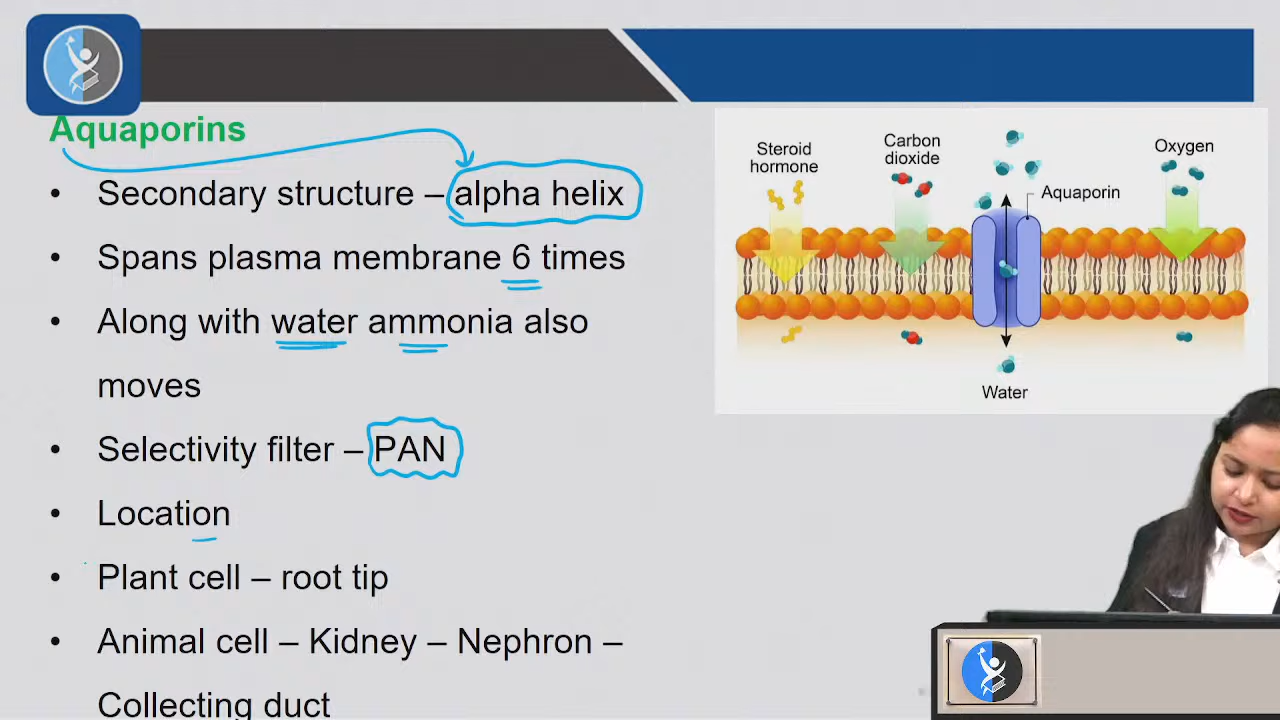 Aquaporins
• Secondary structure – alpha helix
• Spans plasma membrane 6 times
• Along with water ammonia also
moves
• Selectivity filter – PAN
• Location
• Plant cell – root tip
• Animal cell – Kidney – Nephron –
Collecting duct
Steroid
hormone
Carbon
dioxide
Oxygen
Aquaporin
Water